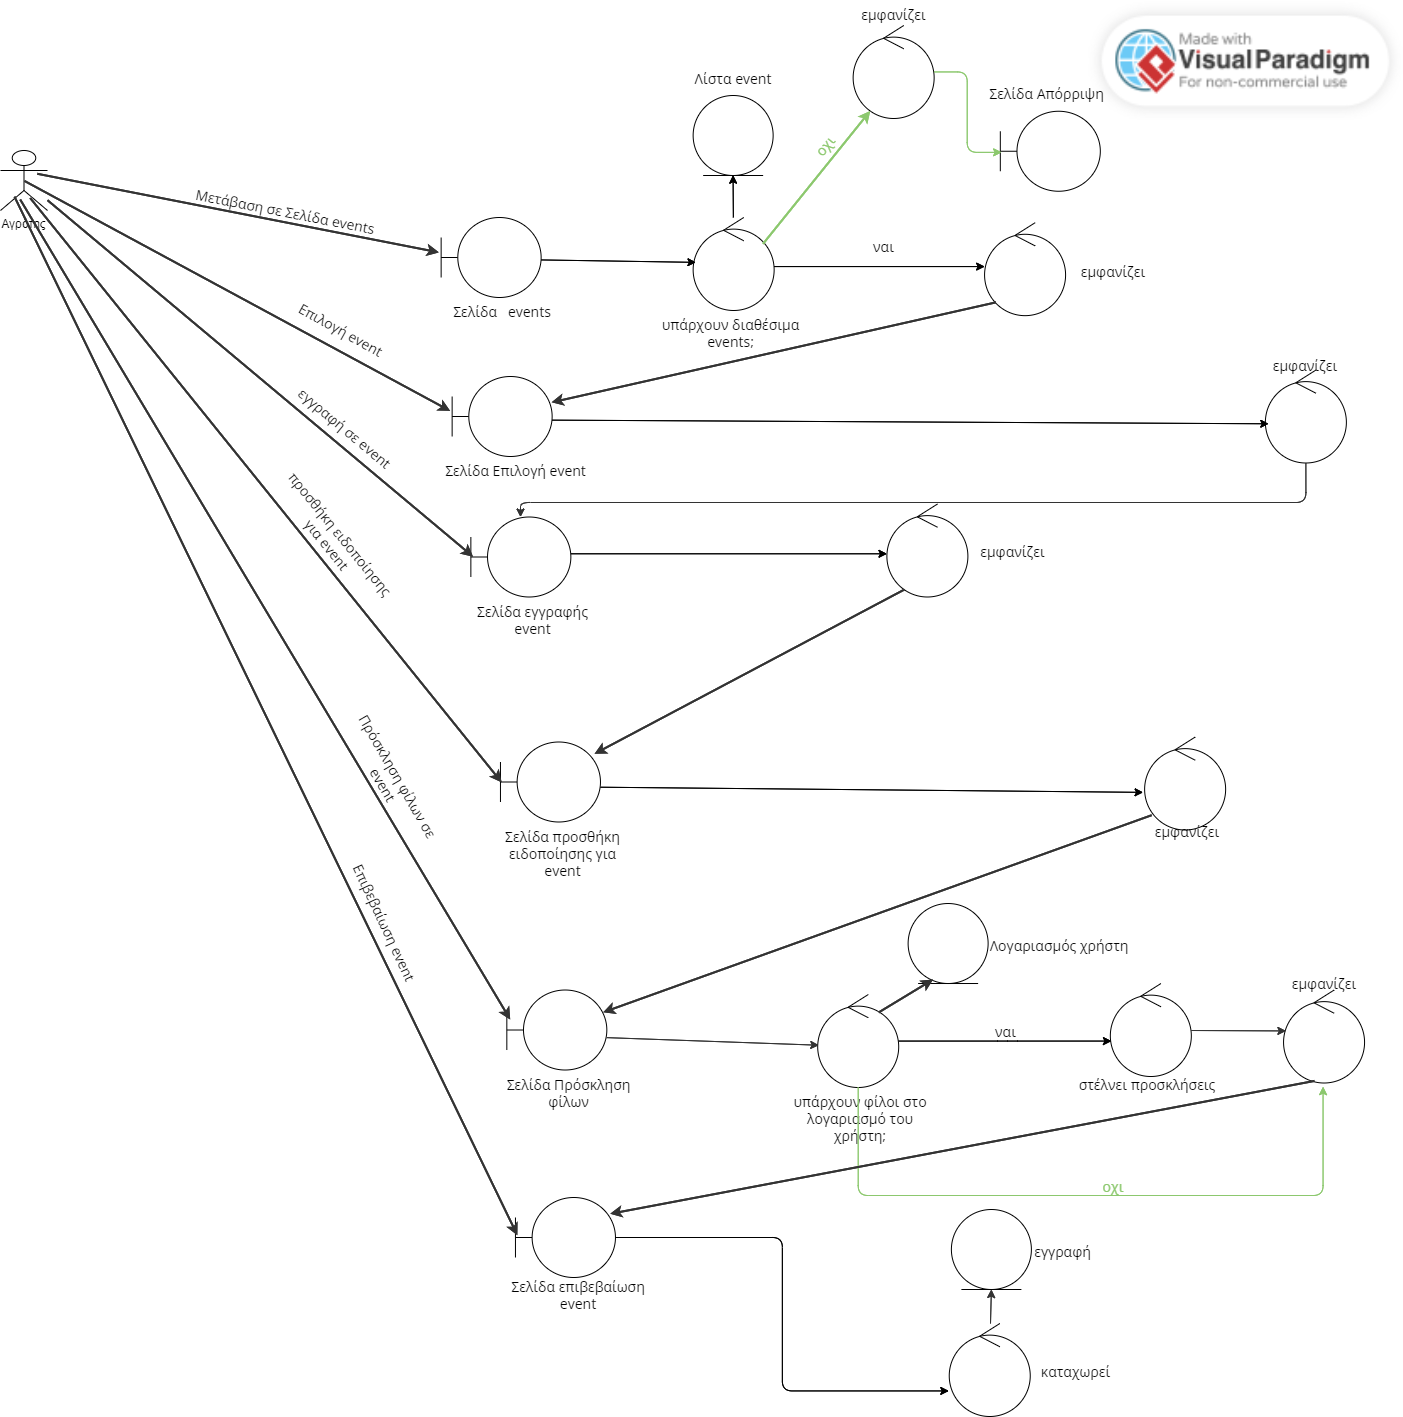 εμφανίζει
Made with
Visual Paradigm
For non-commercial use
Λίστα event
Σελίδα Απόρριψη
οχι
Αγρότης
Μετάβαση σε Σελίδα events
ναι
εμφανίζει
Σελίδα events
υπάρχουν διαθέσιμα
events;
Επιλογή event
εμφανίζει
εγγραφή σε event
Σελίδα Επιλογή event
προσθήκη ειδοποίησης
για event
εμφανίζει
Σελίδα εγγραφής
event
Πρόσκληση φίλων σε
event
εμφανίζει
Σελίδα προσθήκη
ειδοποίησης για
event
Επιβεβαίωση event
Λογαριασμός χρήστη
εμφανίζει
ναι
Σελίδα Πρόσκληση
φίλων
στέλνει προσκλήσεις
υπάρχουν φίλοι στο
λογαριασμό του
χρήστη;
οχι
εγγραφή
Σελίδα επιβεβαίωση
event
καταχωρεί